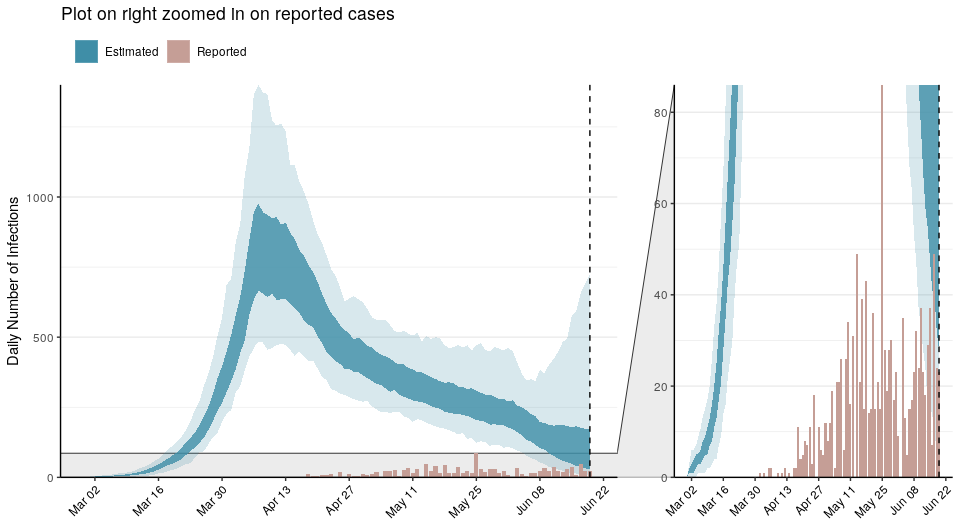 Plot on right zoomed in on reported cases
Estimated Reported
Daily Number of Infections
1000
500
0
Mar 02 Mar 16 Mar 30 Apr 13 Apr 27 May 11 May 25 Jun 08 Jun 22
80
60
40
20
0
Mar 02 Mar 16 Mar 30 Apr 13 Apr 27 May 11 May 25 Jun 08 Jun 22